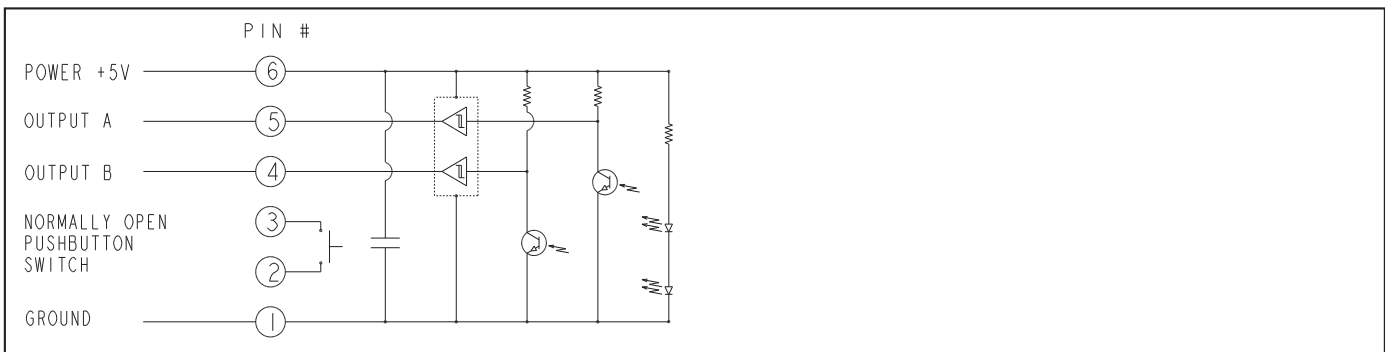 PIN #
POWER +5V 6
OUTPUT A 5
OUTPUT B 4
NORMALLY OPEN 3
PUSHBUTTON
SWITCH 2
GROUND 1